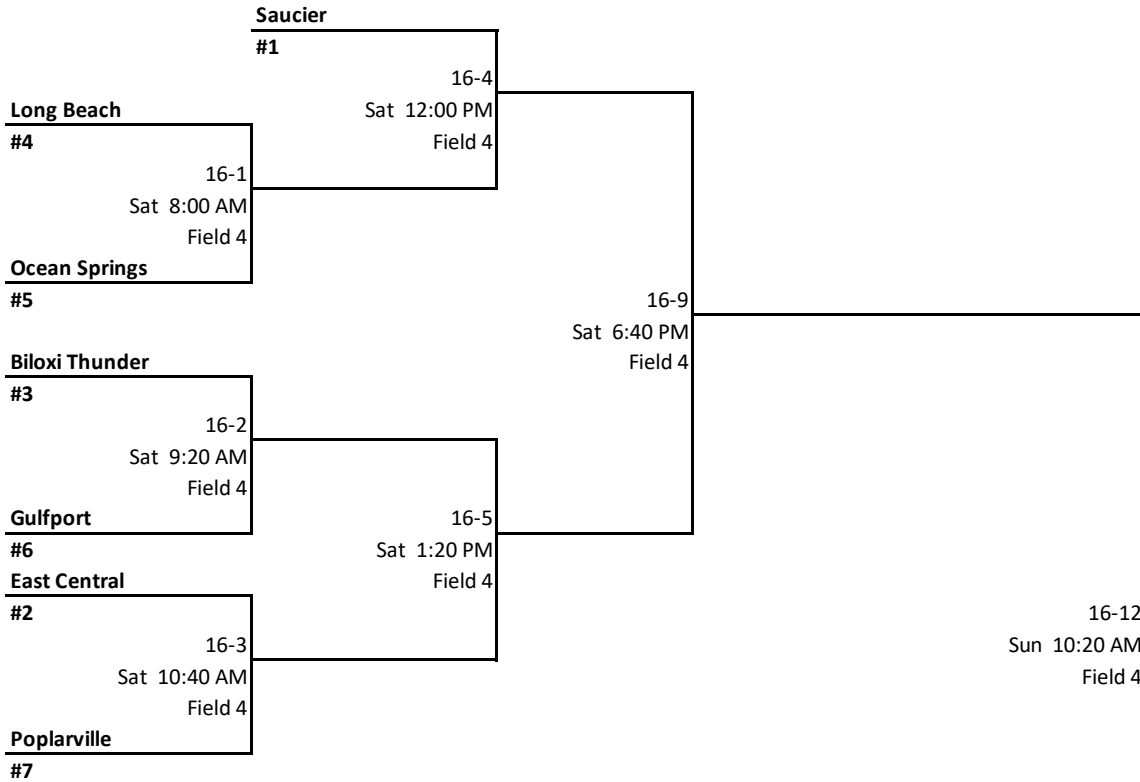 Saucier
#1
16-4
Long Beach
Sat 12:00 PM
#4
Field 4
16-1
Sat 8:00 AM
Field 4
Ocean Springs
#5
16-9
Sat 6:40 PM
Biloxi Thunder
Field 4
#3
16-2
Sat 9:20 AM
Field 4
Gulfport
16-5
#6
Sat 1:20 PM
East Central
Field 4
#2
16-12
16-3
Sun 10:20 AM
Sat 10:40 AM
Field 4
Field 4
Poplarville
#7